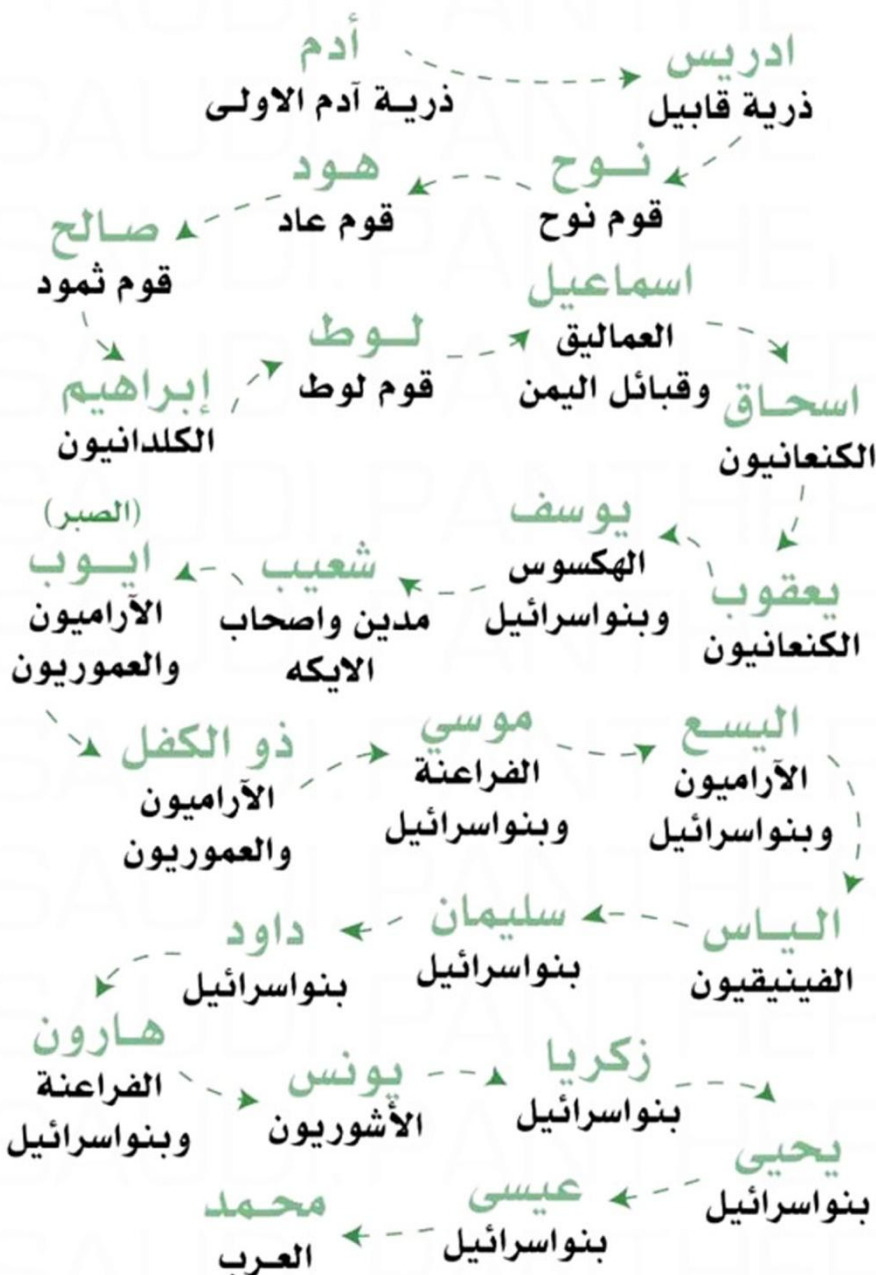 أدم
ذرية آدم الاولى
ادريس
ذرية قابيل
نوح
قوم نوح
هود
قوم عاد
صالح
قوم ثمود
إبراهيم
الكلدانيون
لوط
قوم لوط
اسماعيل
العماليق
وقبائل اليمن
اسحاق
الكنعانيون
يعقوب
الكنعانيون
يوسف
الهكسوس
وبنواسرائيل
شعيب
مدين واصحاب
الايكه
(الصبر)
ايوب
الآراميون
والعموريون
ذو الكفل
الآراميون
والعموريون
موسي
الفراعنة
وبنواسرائيل
اليسع
الآراميون
وبنواسرائيل
الياس
الفينيقيون
سليمان
بنواسرائيل
داود
بنواسرائيل
هارون
الفراعنة
وبنواسرائيل
يونس
الأشوريون
زكريا
بنواسرائيل
يحيى
بنواسرائيل
عيسى
بنواسرائيل
محمد
العرب
SAUDI.PANTHER